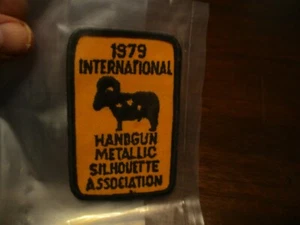 1979
INTERNATIONAL
HANDGUN
METALLIC
SILHOUETTE
ASSOCIATION